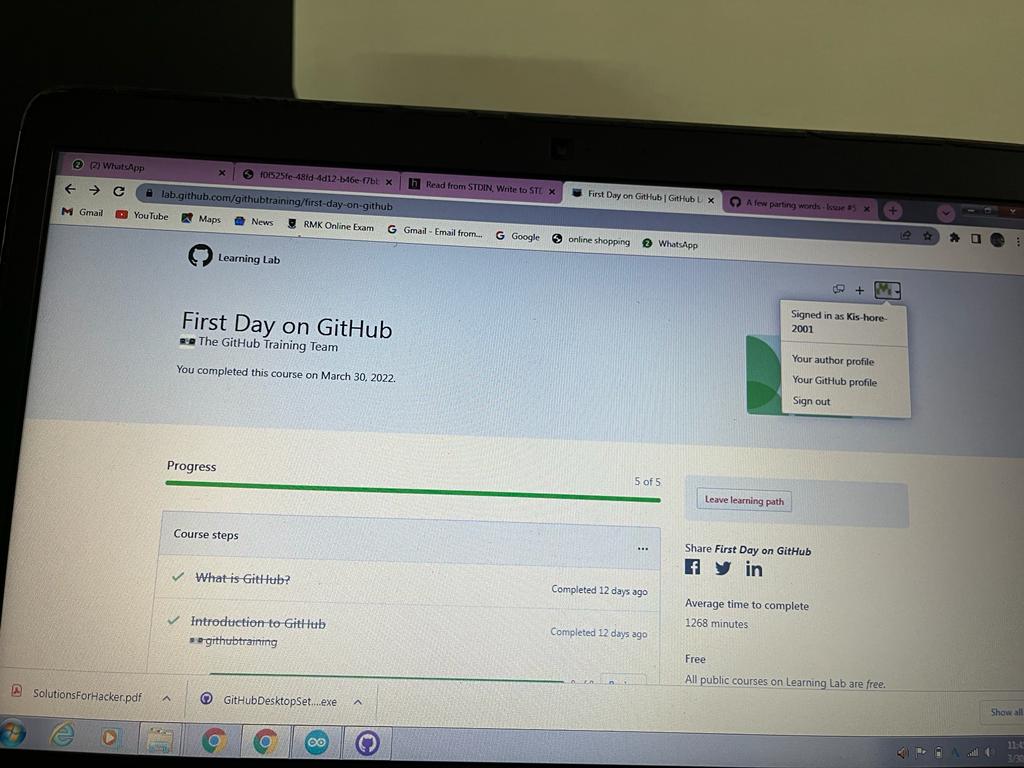 (2) WhatsApp
f0f525fe-48fd-4d12-b46e-f7b
Read from STDIN, Write to STD
First Day on GitHub | GitHub L
A few parting words · Issue #5
lab.github.com/githubtraining/first-day-on-github
Gmail
YouTube
Maps
News
RMK Online Exam
Gmail - Email from...
Google
online shopping
WhatsApp
Learning Lab
First Day on GitHub
The GitHub Training Team
You completed this course on March 30, 2022.
Signed in as Kis-hore-
2001
Your author profile
Your GitHub profile
Sign out
Progress
5 of 5
Course steps
What is GitHub?
Completed 12 days ago
Introduction to GitHub
githubtraining
Completed 12 days ago
Leave learning path
Share First Day on GitHub
Average time to complete
1268 minutes
Free
All public courses on Learning Lab are free.
SolutionsForHacker.pdf
GitHubDesktopSet....exe
Show all